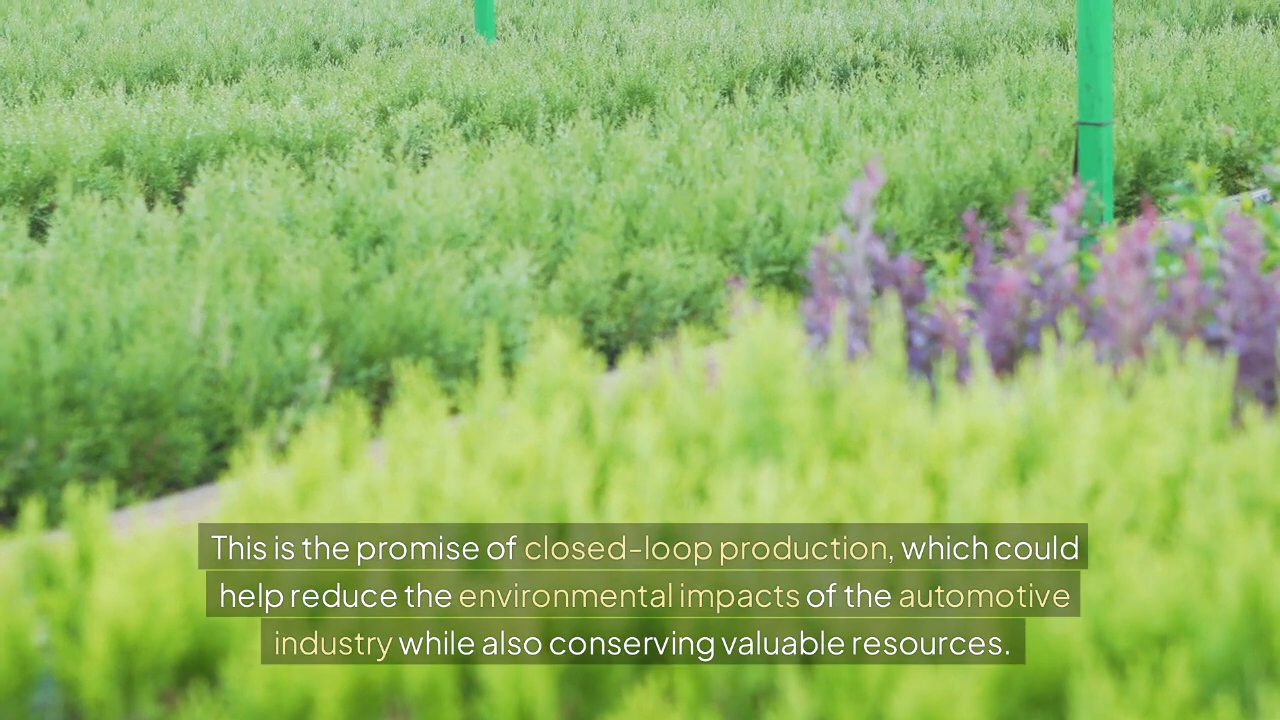 This is the promise of closed-loop production, which could
help reduce the environmental impacts of the automotive
industry while also conserving valuable resources.